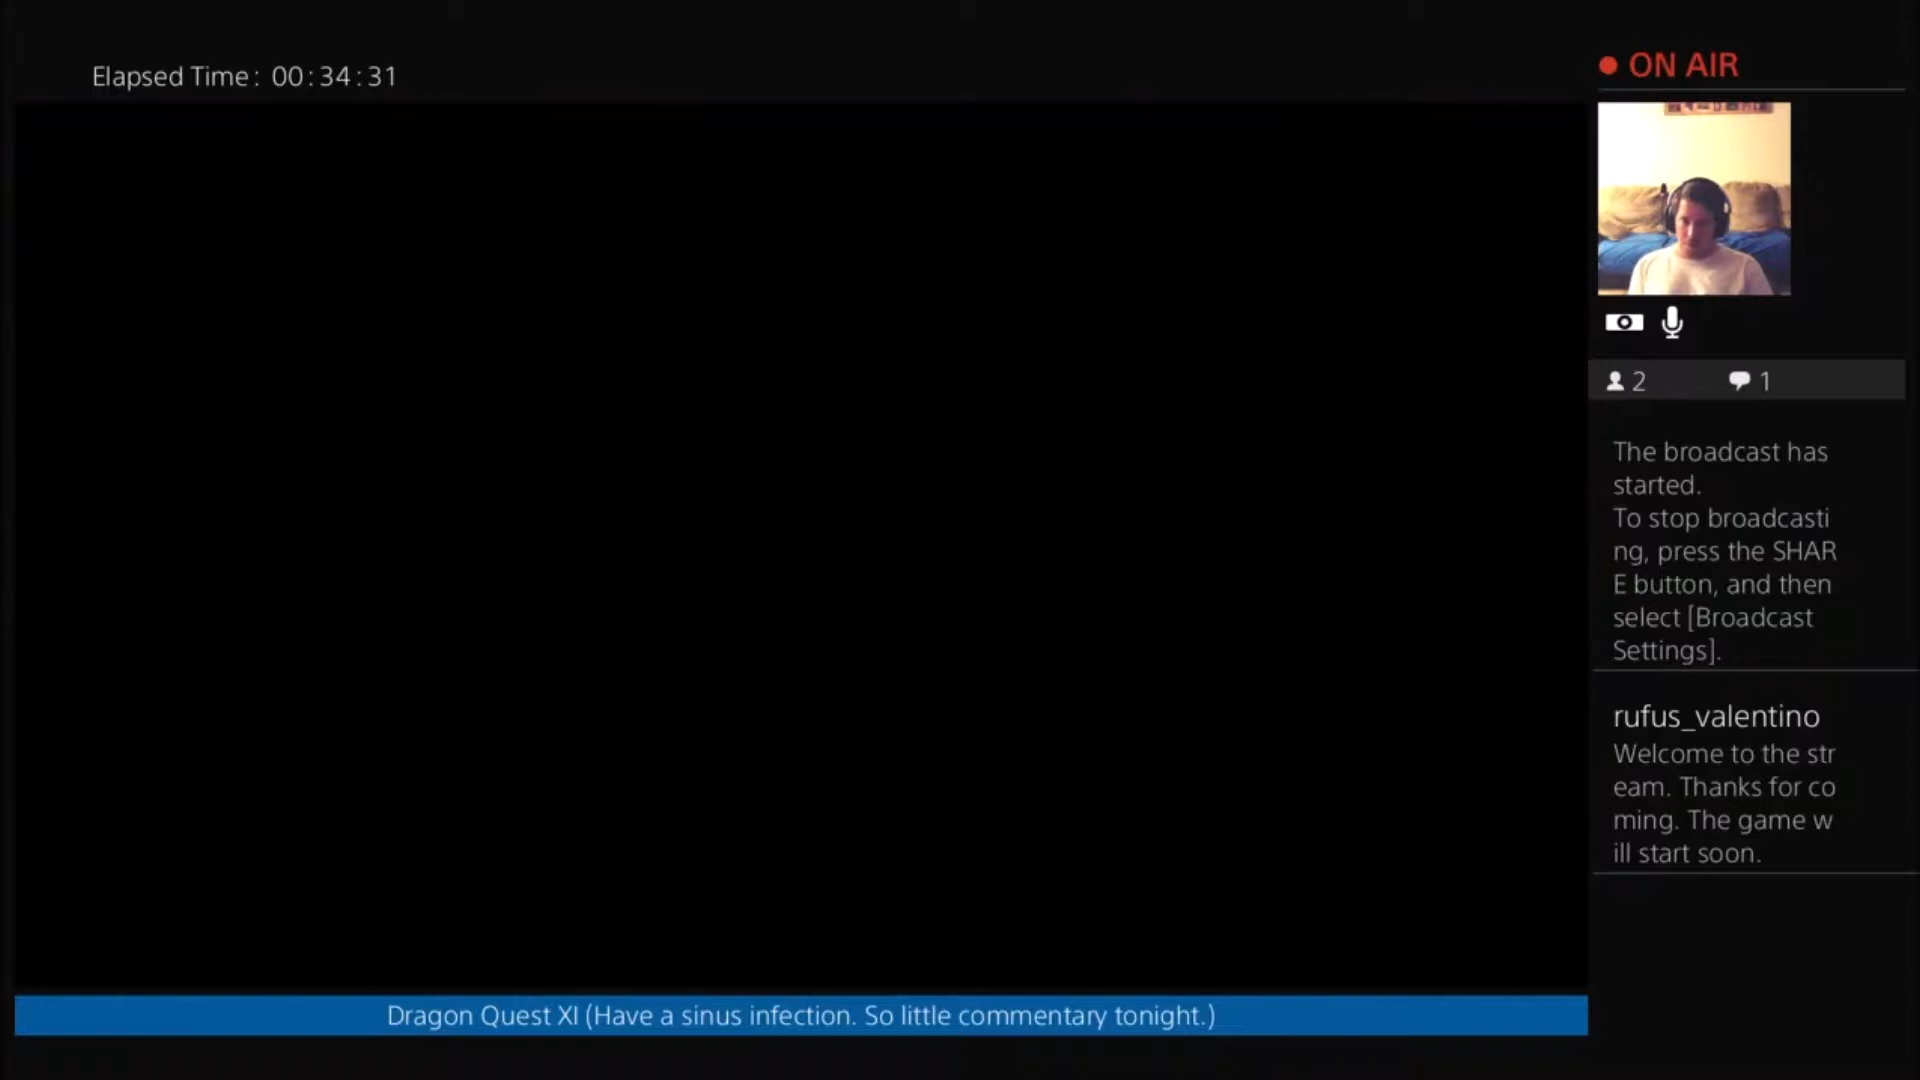 Elapsed Time: 00:34:31
ON AIR
2
1
The broadcast has
started.
To stop broadcasti
ng, press the SHAR
E button, and then
select [Broadcast
Settings].
rufus_valentino
Welcome to the str
eam. Thanks for co
ming. The game w
ill start soon.
Dragon Quest XI (Have a sinus infection. So little commentary tonight.)